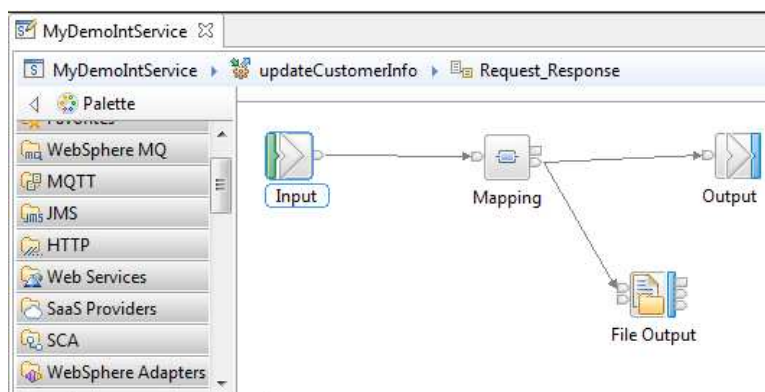 MyDemoIntService
MyDemoIntService updateCustomerInfo Request_Response
Palette
Favorites
WebSphere MQ
MQTT
JMS
HTTP
Web Services
SaaS Providers
SCA
WebSphere Adapters
Input
Mapping
Output
File Output